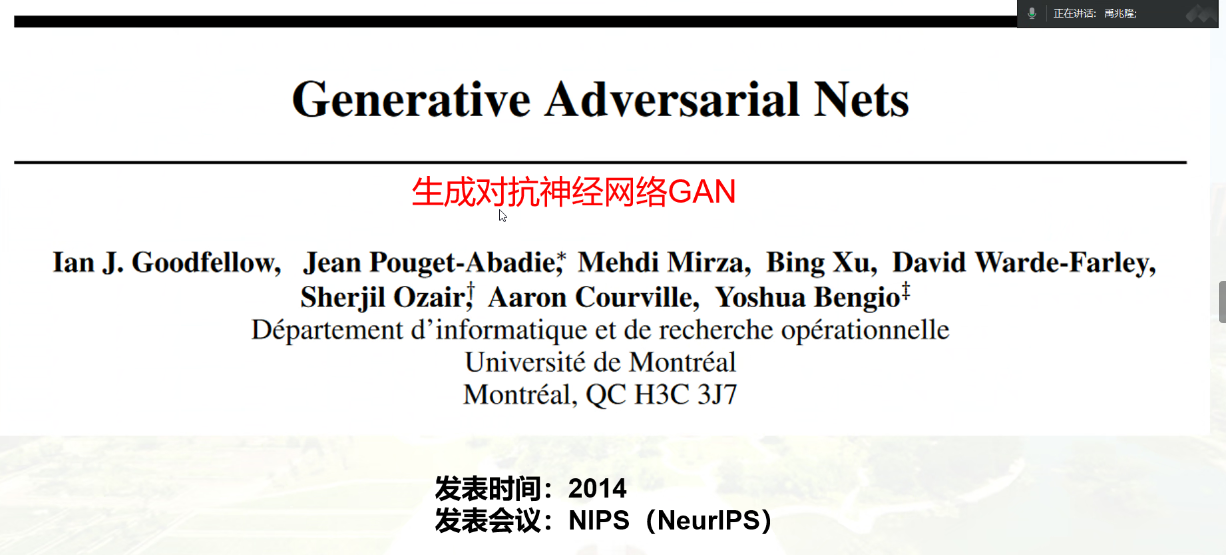 正在讲话: 禹兆隆;
Generative Adversarial Nets
生成对抗神经网络GAN
Ian J. Goodfellow, Jean Pouget-Abadie,* Mehdi Mirza, Bing Xu, David Warde-Farley,
Sherjil Ozair,† Aaron Courville, Yoshua Bengio‡
Département d’informatique et de recherche opérationnelle
Université de Montréal
Montréal, QC H3C 3J7
发表时间：2014
发表会议：NIPS（NeurIPS）